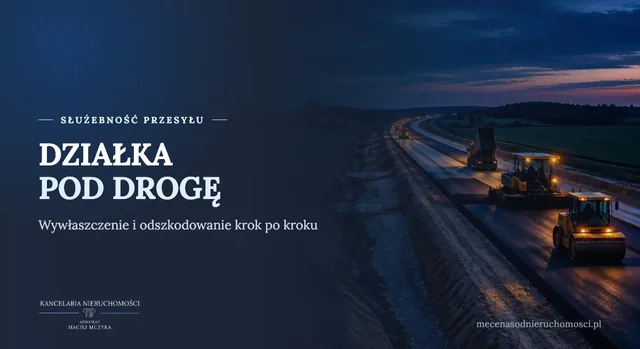 SŁUŻEBNOŚĆ PRZESYŁU
DZIAŁKA
POD DROGĘ
Wywłaszczenie i odszkodowanie krok po kroku
KANCELARIA NIERUCHOMOŚCI
ADWOKAT
MACIEJ MUZYKA
mecenasodnieruchomosci.pl